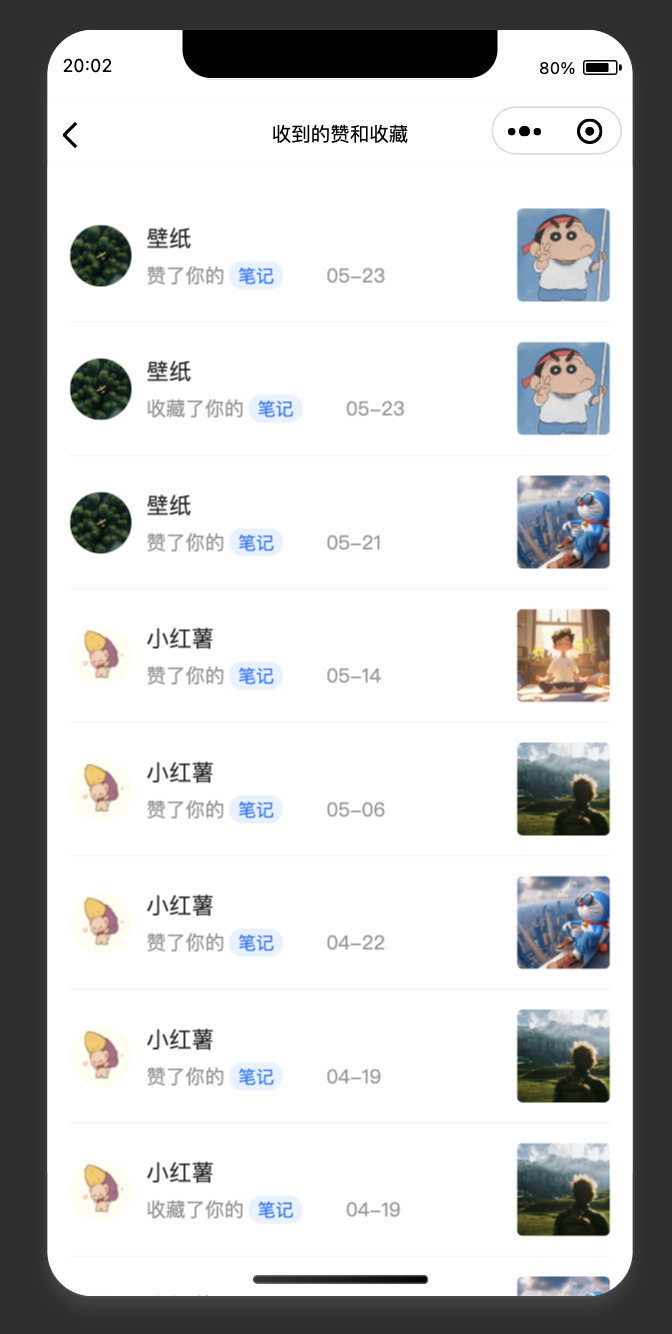 20:02
80%
收到的赞和收藏
壁纸
赞了你的 笔记 05-23
壁纸
收藏了你的 笔记 05-23
壁纸
赞了你的 笔记 05-21
小红薯
赞了你的 笔记 05-14
小红薯
赞了你的 笔记 05-06
小红薯
赞了你的 笔记 04-22
小红薯
赞了你的 笔记 04-19
小红薯
收藏了你的 笔记 04-19